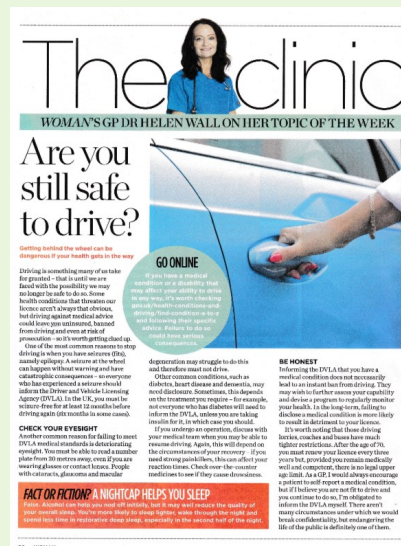 The clinic
WOMAN'S GP DR HELEN WALL ON HER TOPIC OF THE WEEK
Are you
still safe
to drive?
Getting behind the wheel can be
dangerous if your health gets in the way
Driving is something many of us take
for granted – that is until we are
faced with the possibility we may
no longer be safe to do so. Some
health conditions that threaten our
licence aren't always that obvious,
but driving against medical advice
could leave you uninsured, banned
from driving and even at risk of
prosecution – so it's worth getting clued up.
One of the most common reasons to stop
driving is when you have seizures (fits),
namely epilepsy. A seizure at the wheel
can happen without warning and have
catastrophic consequences – so everyone
who has experienced a seizure should
inform the Driver and Vehicle Licensing
Agency (DVLA). In the UK, you must be
seizure-free for at least 12 months before
driving again (six months in some cases).
CHECK YOUR EYESIGHT
Another common reason for failing to meet
DVLA medical standards is deteriorating
eyesight. You must be able to read a number
plate from 20 metres away, even if you are
wearing glasses or contact lenses. People
with cataracts, glaucoma and macular
GO ONLINE
If you have a medical
condition or a disability that
may affect your ability to drive
in any way, it's worth checking
gov.uk/health-conditions-and-
driving/find-condition-a-to-z
and following their specific
advice. Failure to do so
could have serious
consequences.
degeneration may struggle to do this
and therefore must not drive.
Other common conditions, such as
diabetes, heart disease and dementia, may
need disclosure. Sometimes, this depends
on the treatment you require – for example,
not everyone who has diabetes will need to
inform the DVLA, unless you are taking
insulin for it, in which case you should.
If you undergo an operation, discuss with
your medical team when you may be able to
resume driving. Again, this will depend on
the circumstances of your recovery – if you
need strong painkillers, this can affect your
reaction times. Check over-the-counter
medicines to see if they cause drowsiness.
BE HONEST
Informing the DVLA that you have a
medical condition does not necessarily
lead to an instant ban from driving. They
may wish to further assess your capability
and devise a program to regularly monitor
your health. In the long-term, failing to
disclose a medical condition is more likely
to result in detriment to your licence.
It's worth noting that those driving
lorries, coaches and buses have much
tighter restrictions. After the age of 70,
you must renew your licence every three
years but, provided you remain medically
well and competent, there is no legal upper
age limit. As a GP, I would always encourage
a patient to self-report a medical condition,
but if I believe you are not fit to drive and
you continue to do so, I'm obligated to
inform the DVLA myself. There aren't
many circumstances under which we would
break confidentiality, but endangering the
life of the public is definitely one of them.
FACT OR FICTION? A NIGHTCAP HELPS YOU SLEEP
False. Alcohol can help you nod off initially, but it may well reduce the quality of
your overall sleep. You're more likely to sleep lighter, wake through the night and
spend less time in restorative deep sleep, especially in the second half of the night.